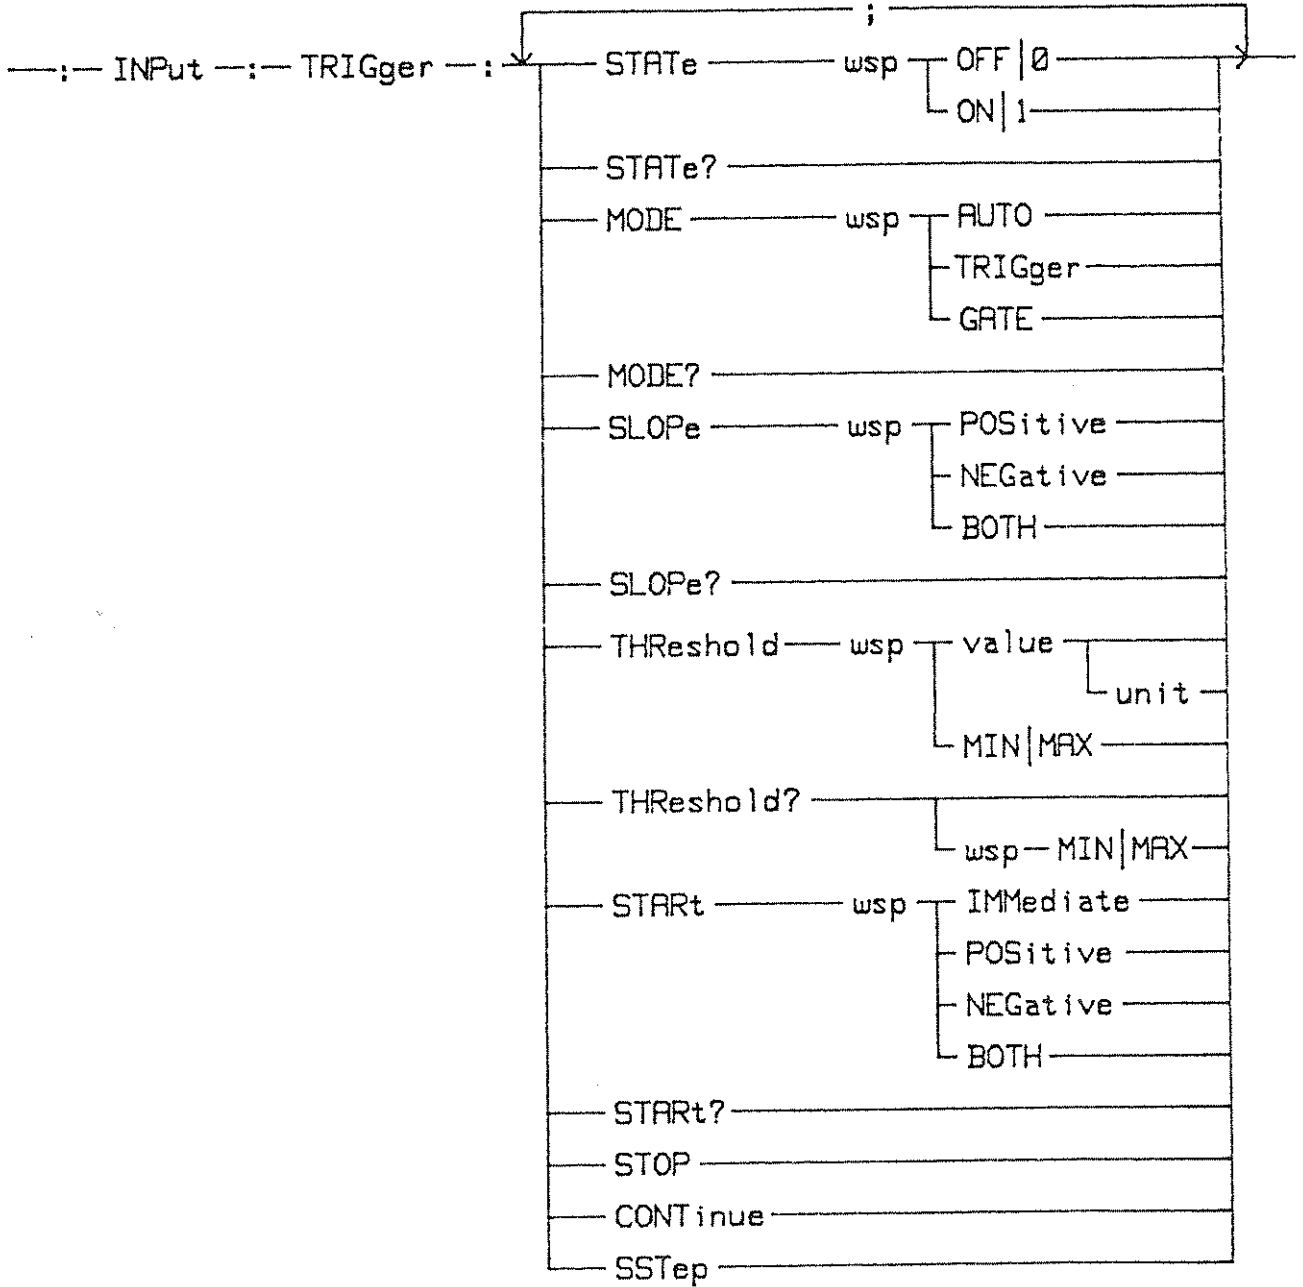 ;
: INPut : TRIGger : STATe wsp OFF|0
ON|1
STATe?
MODE wsp AUTO
TRIGger
GATE
MODE?
SLOPe wsp POSitive
NEGative
BOTH
SLOPe?
THReshold wsp value
unit
MIN|MAX
THReshold?
wsp MIN|MAX
STARt wsp IMMediate
POSitive
NEGative
BOTH
STARt?
STOP
CONTinue
SSTep